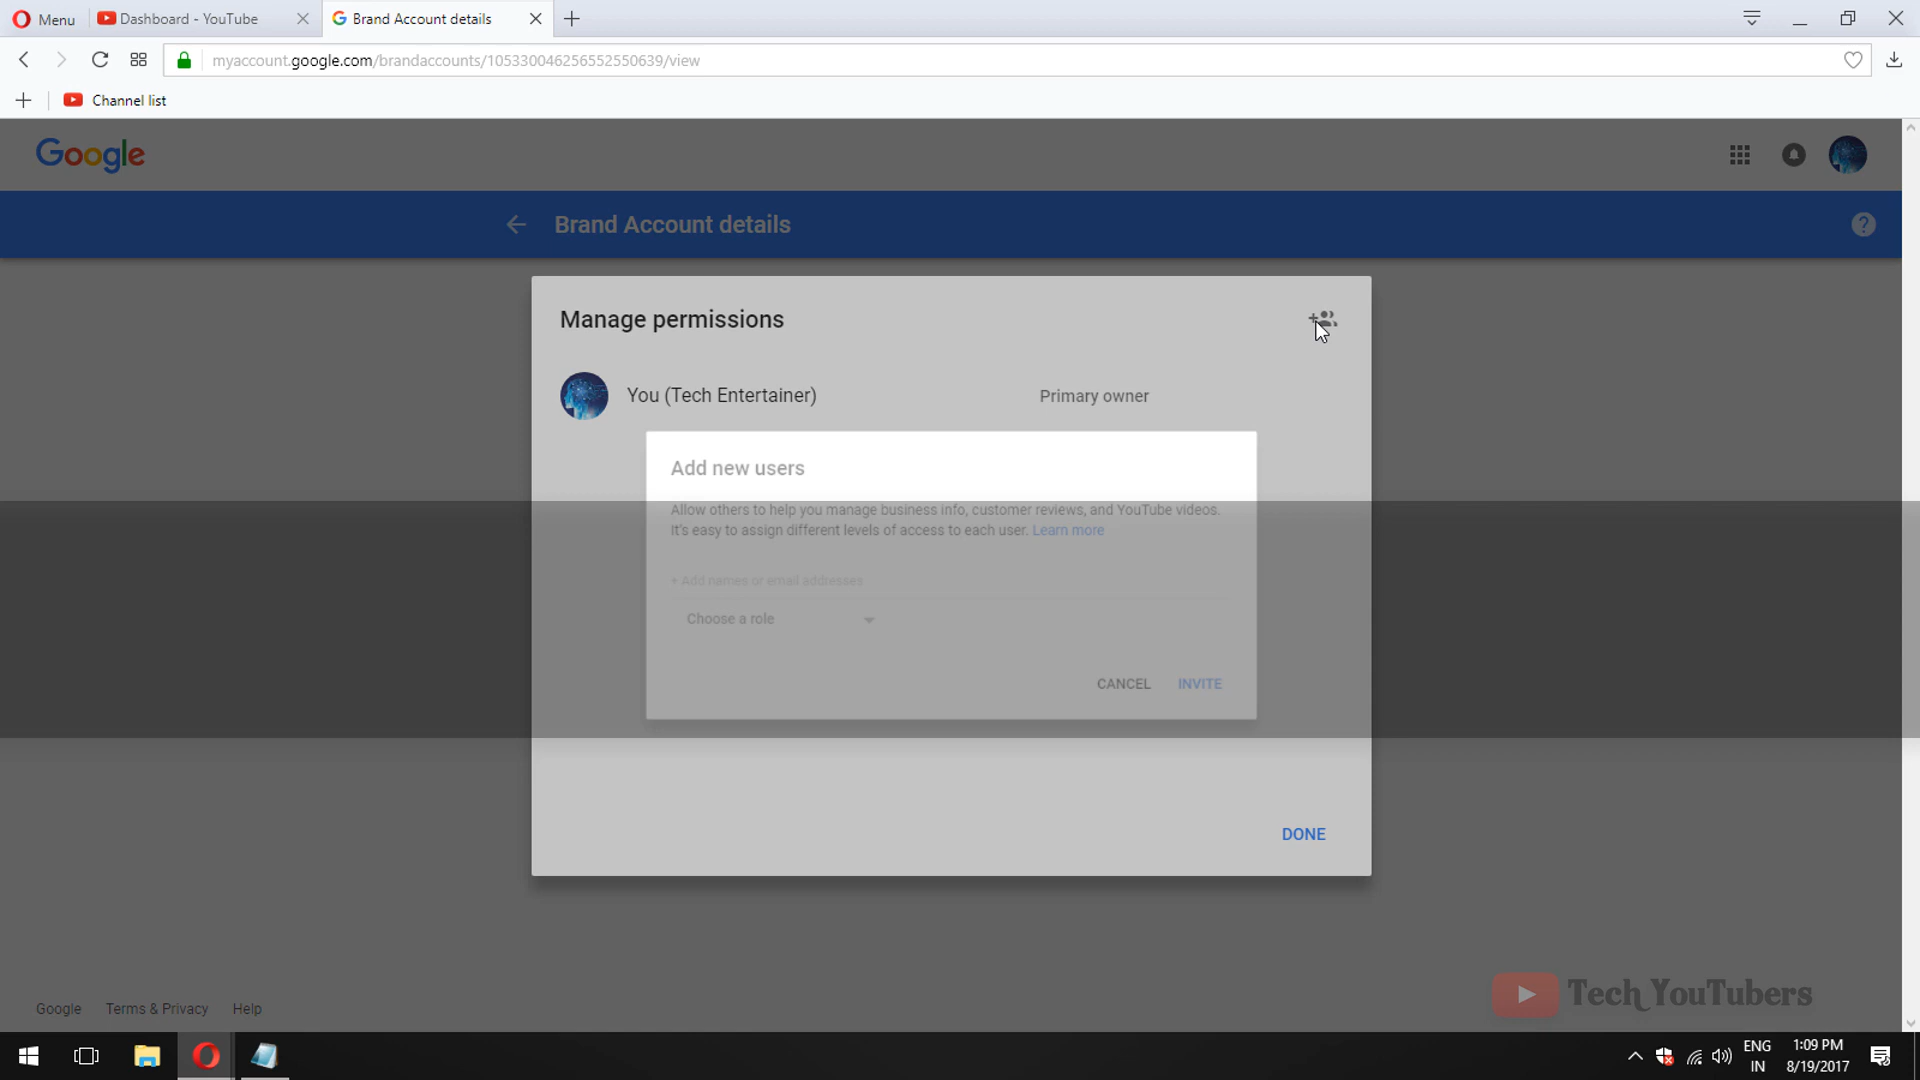 Menu
Dashboard - YouTube
Brand Account details
myaccount.google.com/brandaccounts/105330046256552550639/view
Channel list
Google
Brand Account details
Manage permissions
You (Tech Entertainer)
Primary owner
Add new users
Allow others to help you manage business info, customer reviews, and YouTube videos.
It's easy to assign different levels of access to each user. Learn more
+ Add names or email addresses
Choose a role
CANCEL
INVITE
DONE
Tech YouTubers
Google
Terms & Privacy
Help
ENG
IN
1:09 PM
8/19/2017